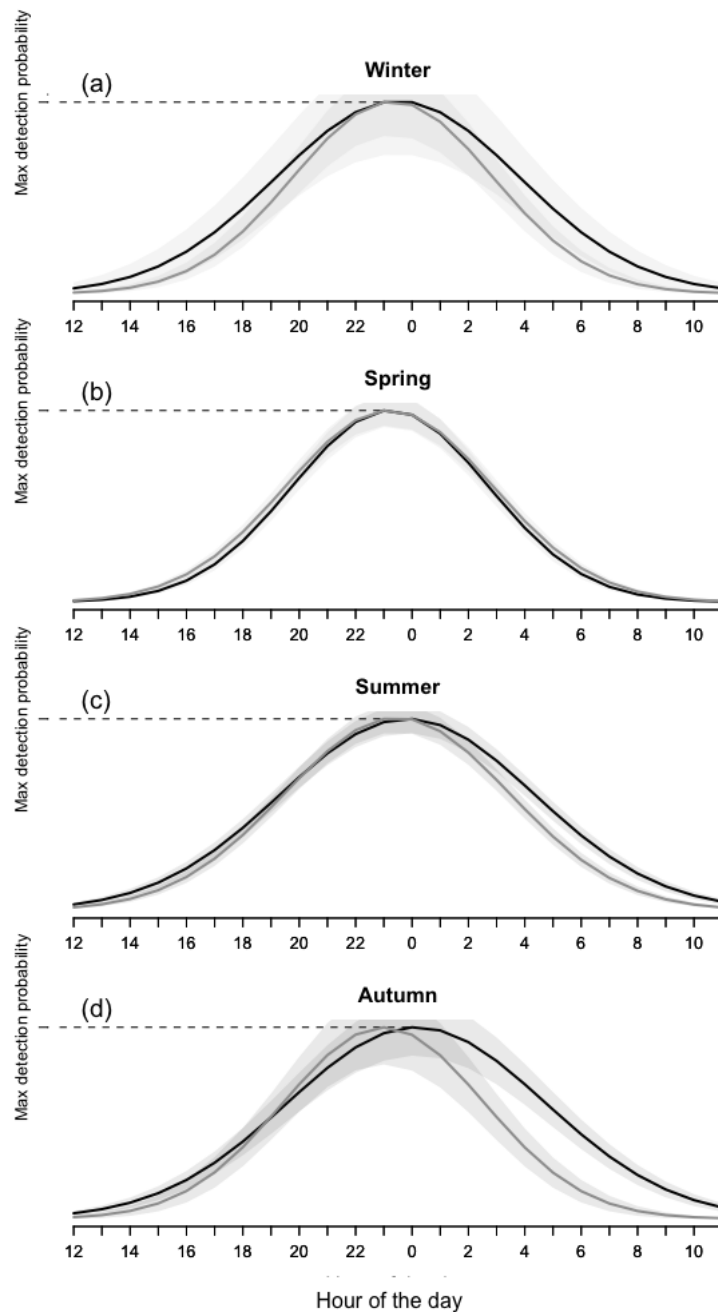 (a)
Winter
Max detection probability
12 14 16 18 20 22 0 2 4 6 8 10
(b)
Spring
Max detection probability
12 14 16 18 20 22 0 2 4 6 8 10
(c)
Summer
Max detection probability
12 14 16 18 20 22 0 2 4 6 8 10
(d)
Autumn
Max detection probability
12 14 16 18 20 22 0 2 4 6 8 10
Hour of the day